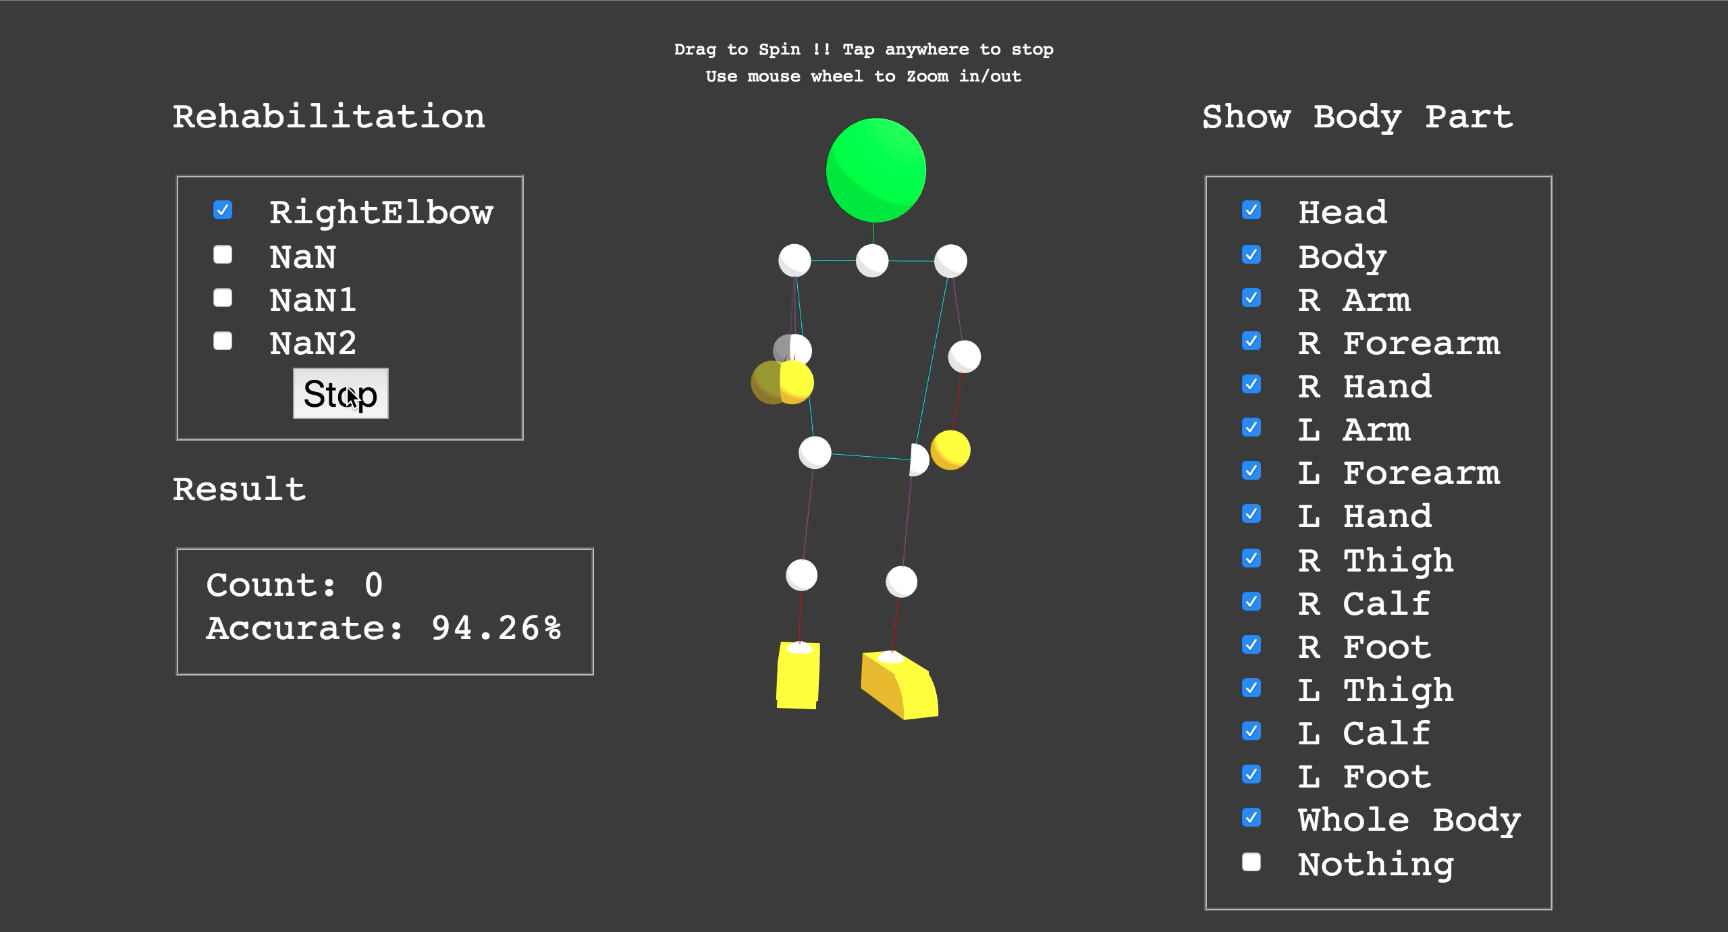 Drag to Spin !! Tap anywhere to stop
Use mouse wheel to Zoom in/out
Rehabilitation
RightElbow
NaN
NaN1
NaN2
Stop
Result
Count: 0
Accurate: 94.26%
Show Body Part
Head
Body
R Arm
R Forearm
R Hand
L Arm
L Forearm
L Hand
R Thigh
R Calf
R Foot
L Thigh
L Calf
L Foot
Whole Body
Nothing